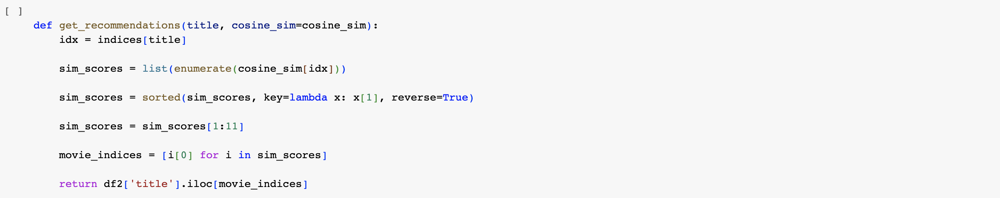 [ ]
def get_recommendations(title, cosine_sim=cosine_sim):
    idx = indices[title]
    sim_scores = list(enumerate(cosine_sim[idx]))
    sim_scores = sorted(sim_scores, key=lambda x: x[1], reverse=True)
    sim_scores = sim_scores[1:11]
    movie_indices = [i[0] for i in sim_scores]
    return df2['title'].iloc[movie_indices]